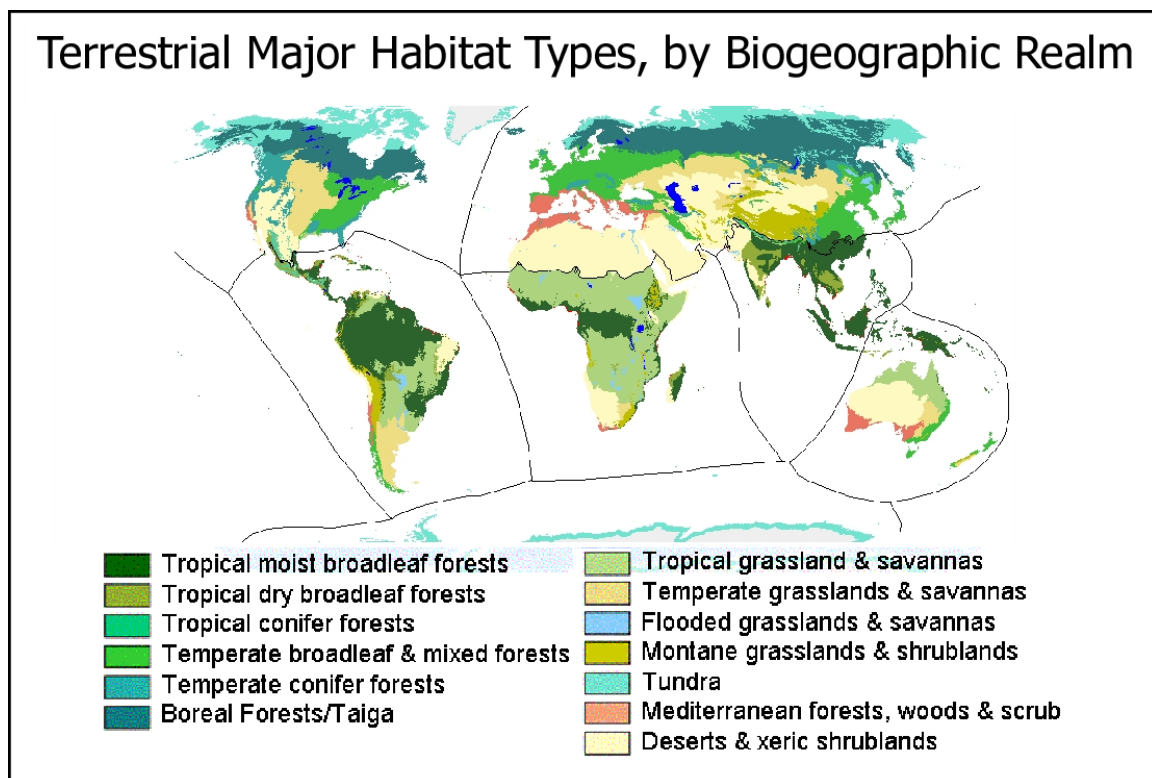 Terrestrial Major Habitat Types, by Biogeographic Realm
Tropical moist broadleaf forests
Tropical dry broadleaf forests
Tropical conifer forests
Temperate broadleaf & mixed forests
Temperate conifer forests
Boreal Forests/Taiga
Tropical grassland & savannas
Temperate grasslands & savannas
Flooded grasslands & savannas
Montane grasslands & shrublands
Tundra
Mediterranean forests, woods & scrub
Deserts & xeric shrublands